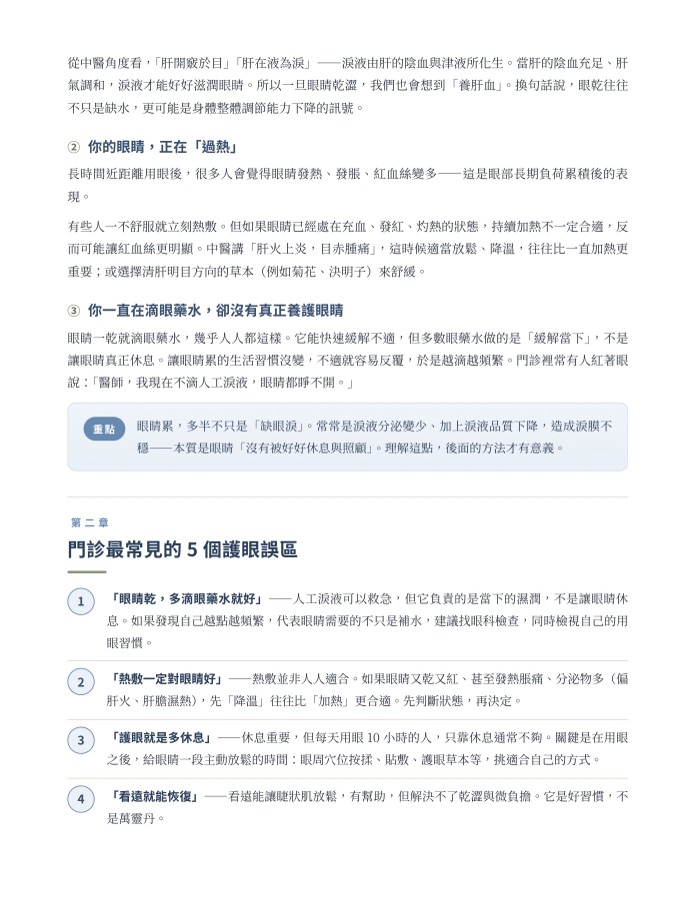 從中醫角度看，「肝開竅於目」「肝在液為淚」——淚液由肝的陰血與津液所化生。當肝的陰血充足、肝
氣調和，淚液才能好好滋潤眼睛。所以一旦眼睛乾澀，我們也會想到「養肝血」。換句話說，眼乾往往
不只是缺水，更可能是身體整體調節能力下降的訊號。
② 你的眼睛，正在「過熱」
長時間近距離用眼後，很多人會覺得眼睛發熱、發脹、紅血絲變多——這是眼部長期負荷累積後的表
現。
有些人一不舒服就立刻熱敷。但如果眼睛已經處在充血、發紅、灼熱的狀態，持續加熱不一定合適，反
而可能讓紅血絲更明顯。中醫講「肝火上炎，目赤腫痛」，這時候適當放鬆、降溫，往往比一直加熱更
重要；或選擇清肝明目方向的草本（例如菊花、決明子）來舒緩。
③ 你一直在滴眼藥水，卻沒有真正養護眼睛
眼睛一乾就滴眼藥水，幾乎人人都這樣。它能快速緩解不適，但多數眼藥水做的是「緩解當下」，不是
讓眼睛真正休息。讓眼睛累的生活習慣沒變，不適就容易反覆，於是越滴越頻繁。門診裡常有人紅著眼
說：「醫師，我現在不滴人工淚液，眼睛都睜不開。」
重點 眼睛累，多半不只是「缺眼淚」。常常是淚液分泌變少、加上淚液品質下降，造成淚膜不
穩——本質是眼睛「沒有被好好休息與照顧」。理解這點，後面的方法才有意義。
第二章
門診最常見的 5 個護眼誤區
1 「眼睛乾，多滴眼藥水就好」——人工淚液可以救急，但它負責的是當下的濕潤，不是讓眼睛休
息。如果發現自己越點越頻繁，代表眼睛需要的不只是補水，建議找眼科檢查，同時檢視自己的用
眼習慣。
2 「熱敷一定對眼睛好」——熱敷並非人人適合。如果眼睛又乾又紅、甚至發熱脹痛、分泌物多（偏
肝火、肝膽濕熱），先「降溫」往往比「加熱」更合適。先判斷狀態，再決定。
3 「護眼就是多休息」——休息重要，但每天用眼 10 小時的人，只靠休息通常不夠。關鍵是在用眼
之後，給眼睛一段主動放鬆的時間：眼周穴位按揉、貼敷、護眼草本等，挑適合自己的方式。
4 「看遠就能恢復」——看遠能讓睫狀肌放鬆，有幫助，但解決不了乾澀與微負擔。它是好習慣，不
是萬靈丹。